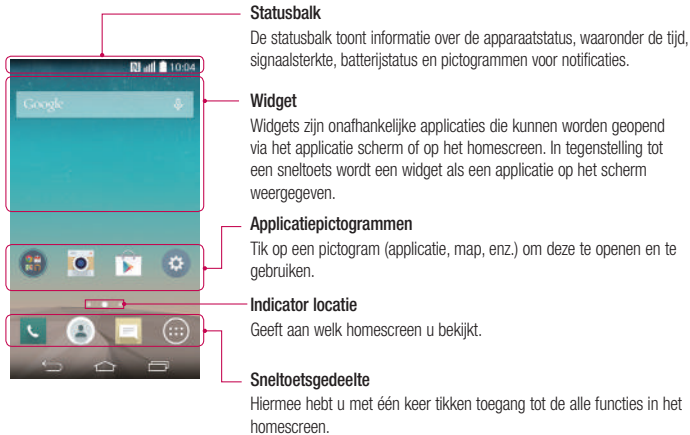 Statusbalk
De statusbalk toont informatie over de apparaatstatus, waaronder de tijd,
signaalsterkte, batterijstatus en pictogrammen voor notificaties.
10:04
Google
Widget
Widgets zijn onafhankelijke applicaties die kunnen worden geopend
via het applicatie scherm of op het homescreen. In tegenstelling tot
een sneltoets wordt een widget als een applicatie op het scherm
weergegeven.
Applicatiepictogrammen
Tik op een pictogram (applicatie, map, enz.) om deze te openen en te
gebruiken.
Indicator locatie
Geeft aan welk homescreen u bekijkt.
Sneltoetsgedeelte
Hiermee hebt u met één keer tikken toegang tot de alle functies in het
homescreen.